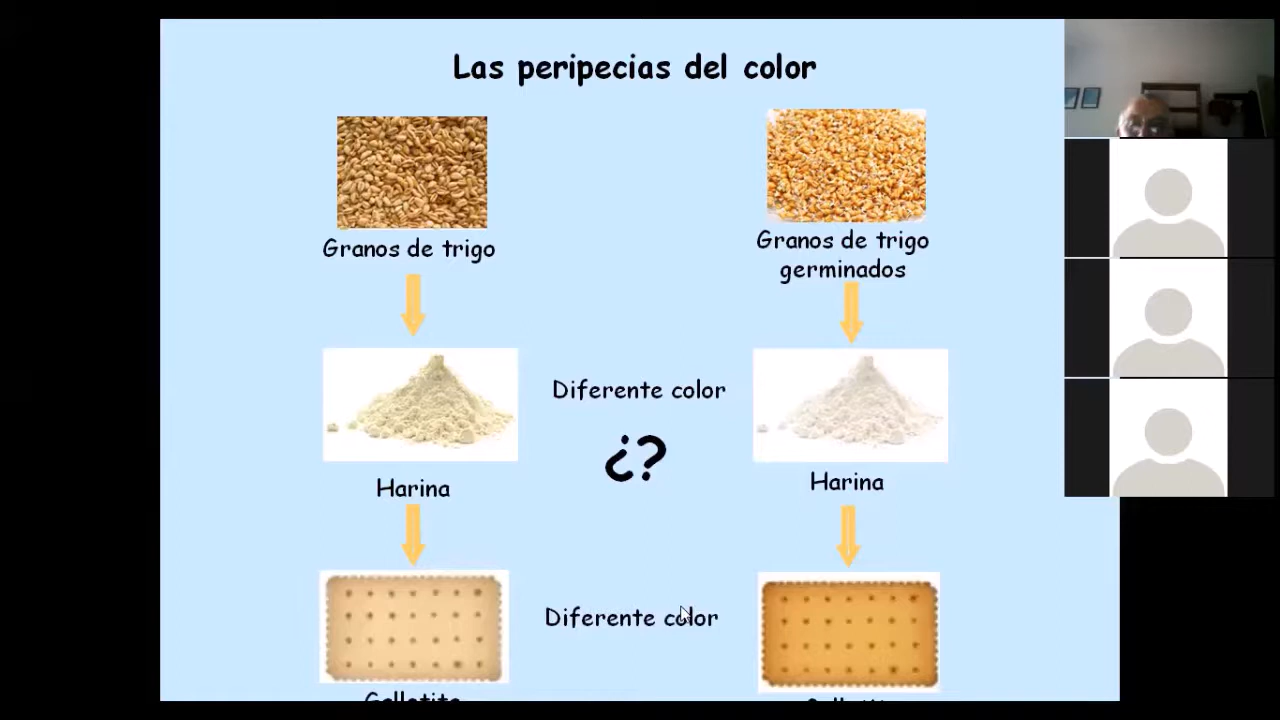 Las peripecias del color
Granos de trigo
Granos de trigo
germinados
Diferente color
¿?
Harina
Harina
Diferente color